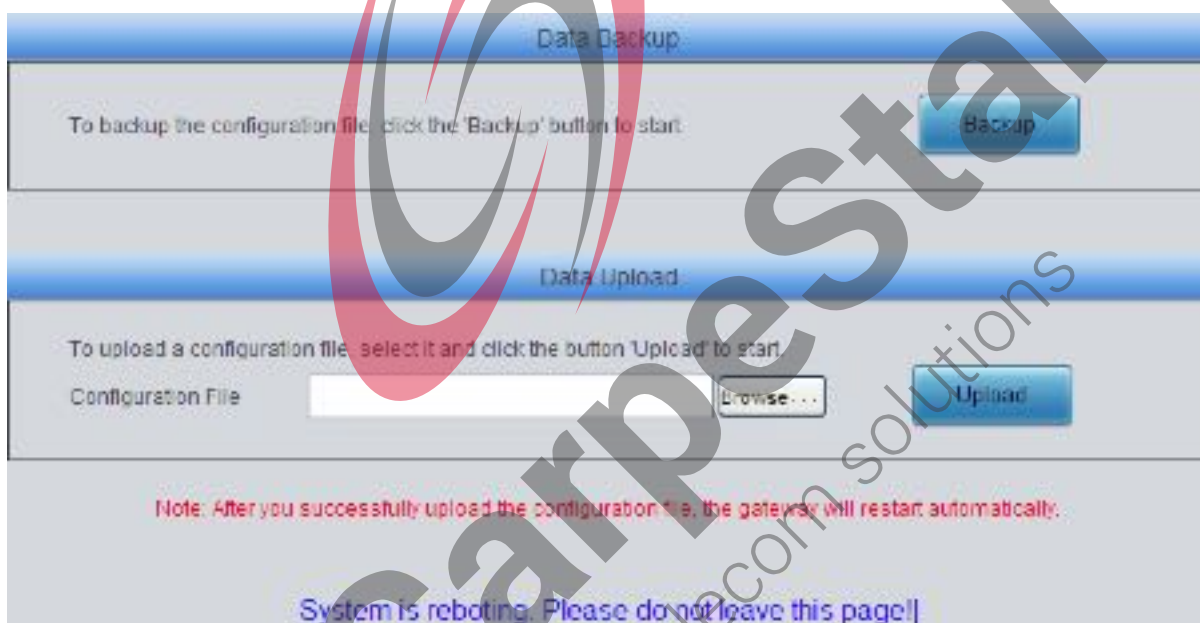 Data Backup
To backup the configuration file, click the 'Backup' button to start
Backup
Data Upload
To upload a configuration file, select it and click the button 'Upload' to start
Configuration File
Browse...
Upload
Note: After you successfully upload the configuration file, the gateway will restart automatically.
System is reboting. Please do not leave this page!]
CarpeStar
ecom solutions